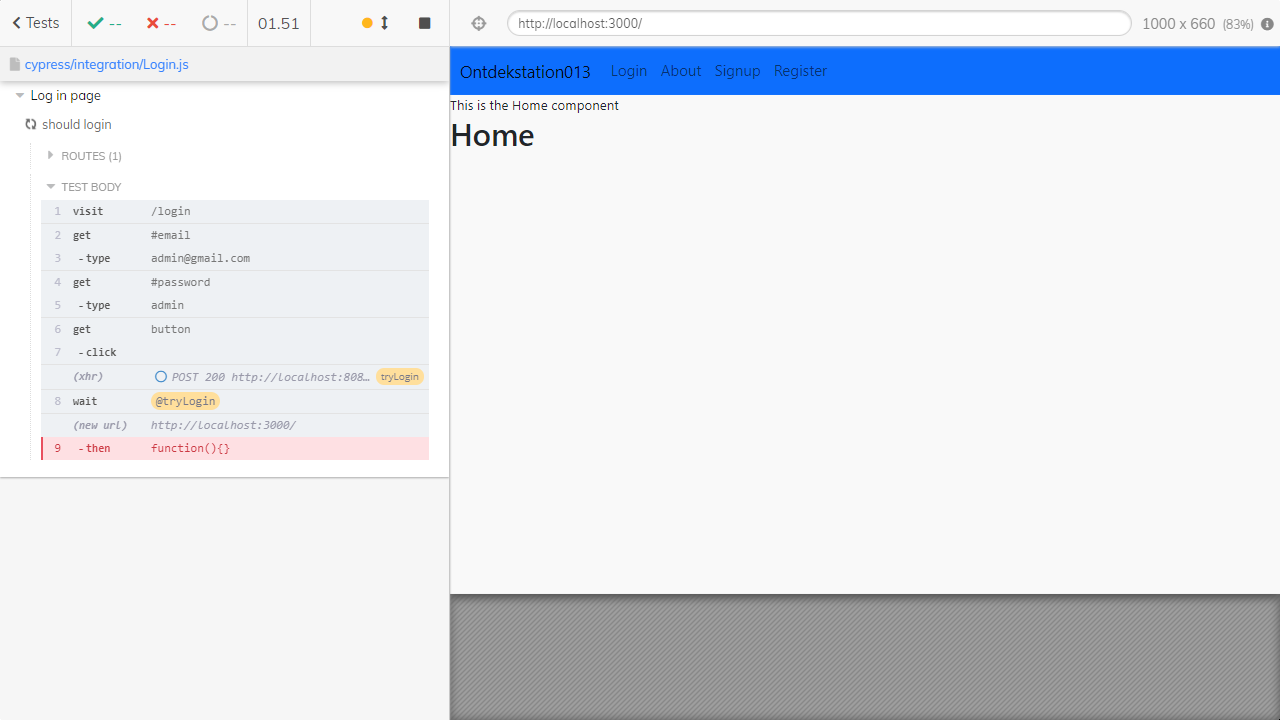 Tests -- -- -- 01.51
cypress/integration/Login.js
Log in page
should login
ROUTES (1)
TEST BODY
1 visit /login
2 get #email
3 -type admin@gmail.com
4 get #password
5 -type admin
6 get button
7 -click
(xhr) POST 200 http://localhost:808… tryLogin
8 wait @tryLogin
(new url) http://localhost:3000/
9 -then function(){}
http://localhost:3000/ 1000 x 660 (83%)
Ontdekstation013 Login About Signup Register
This is the Home component
Home